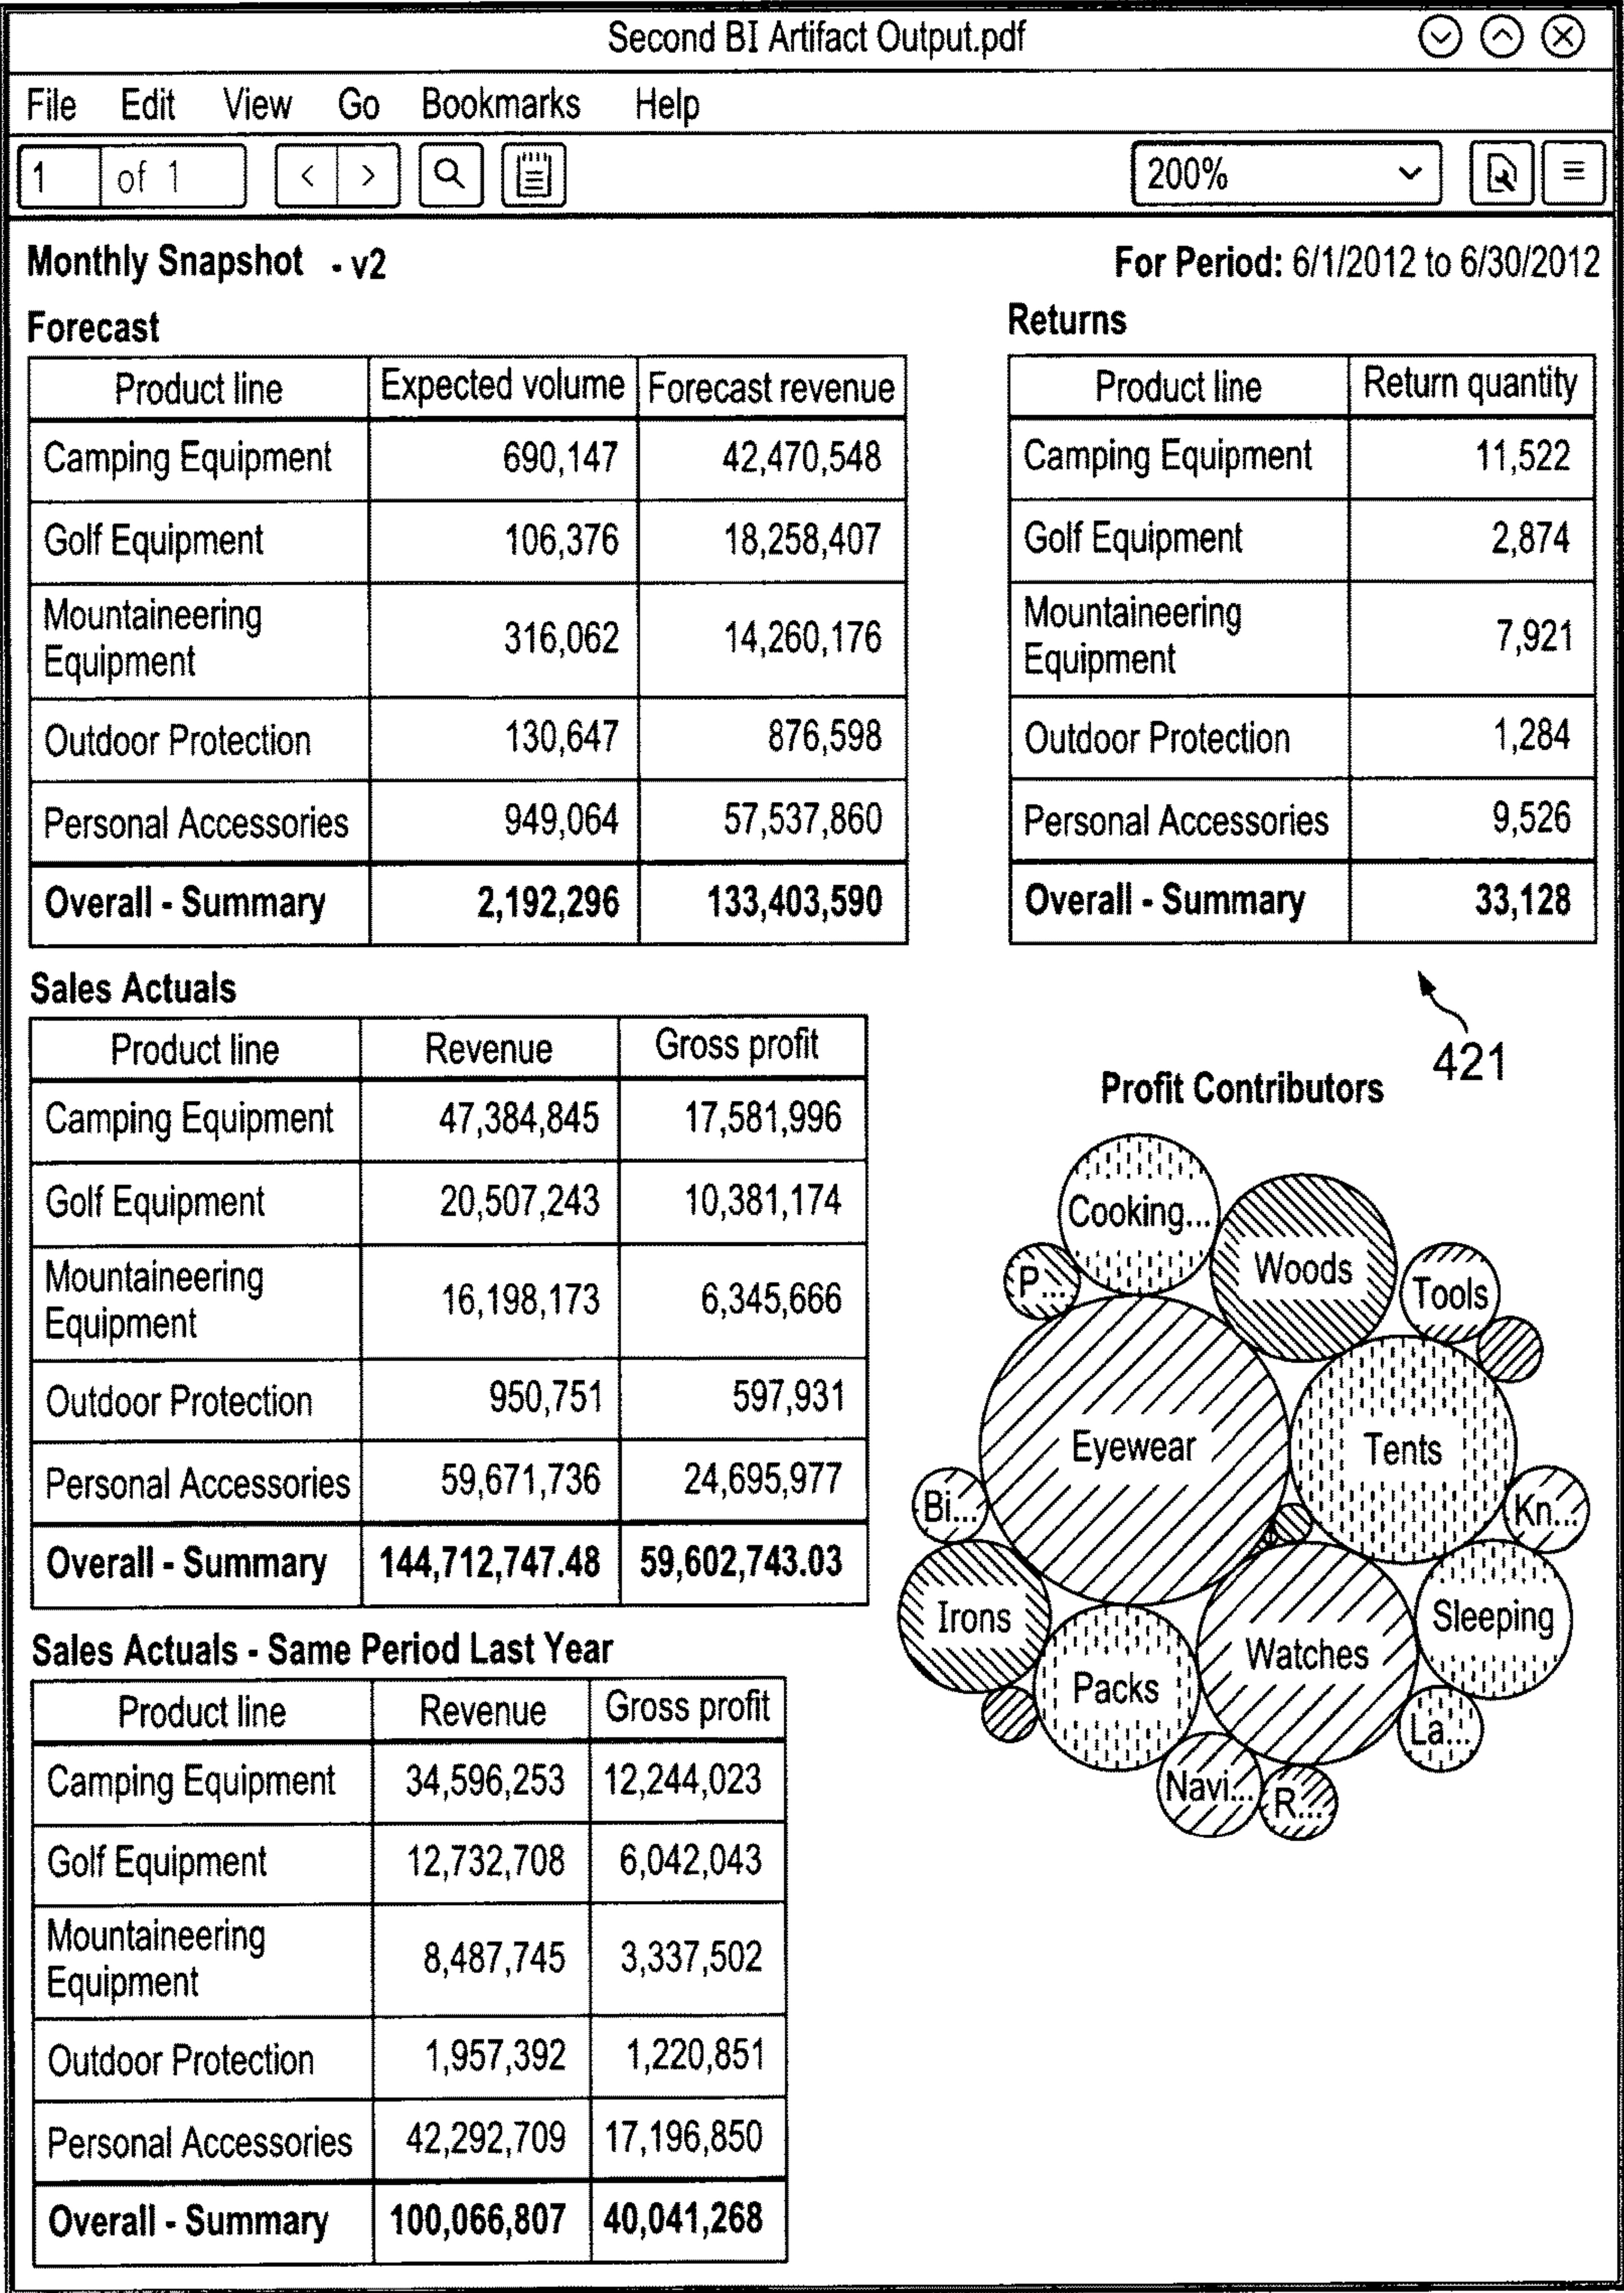 Second BI Artifact Output.pdf
File Edit View Go Bookmarks Help
1 of 1 < > 200%
Monthly Snapshot - v2
For Period: 6/1/2012 to 6/30/2012
Forecast
Product line Expected volume Forecast revenue
Camping Equipment 690,147 42,470,548
Golf Equipment 106,376 18,258,407
Mountaineering
Equipment 316,062 14,260,176
Outdoor Protection 130,647 876,598
Personal Accessories 949,064 57,537,860
Overall - Summary 2,192,296 133,403,590
Returns
Product line Return quantity
Camping Equipment 11,522
Golf Equipment 2,874
Mountaineering
Equipment 7,921
Outdoor Protection 1,284
Personal Accessories 9,526
Overall - Summary 33,128
421
Sales Actuals
Product line Revenue Gross profit
Camping Equipment 47,384,845 17,581,996
Golf Equipment 20,507,243 10,381,174
Mountaineering
Equipment 16,198,173 6,345,666
Outdoor Protection 950,751 597,931
Personal Accessories 59,671,736 24,695,977
Overall - Summary 144,712,747.48 59,602,743.03
Profit Contributors
Cooking...
Woods
P...
Tools
Eyewear
Tents
Bi...
Kn...
Irons
Sleeping
Watches
Packs
La...
Navi...
R...
Sales Actuals - Same Period Last Year
Product line Revenue Gross profit
Camping Equipment 34,596,253 12,244,023
Golf Equipment 12,732,708 6,042,043
Mountaineering
Equipment 8,487,745 3,337,502
Outdoor Protection 1,957,392 1,220,851
Personal Accessories 42,292,709 17,196,850
Overall - Summary 100,066,807 40,041,268